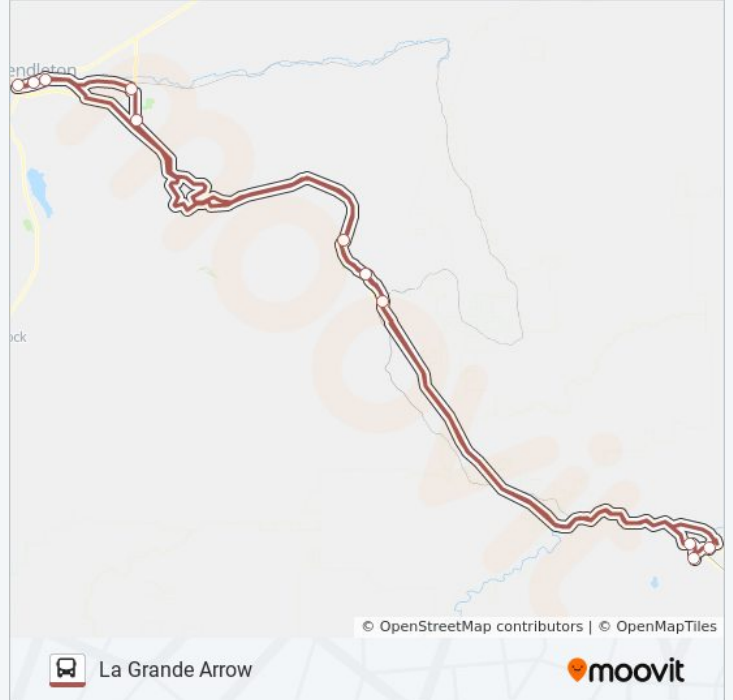 endleton
ock
© OpenStreetMap contributors | © OpenMapTiles
La Grande Arrow
moovit